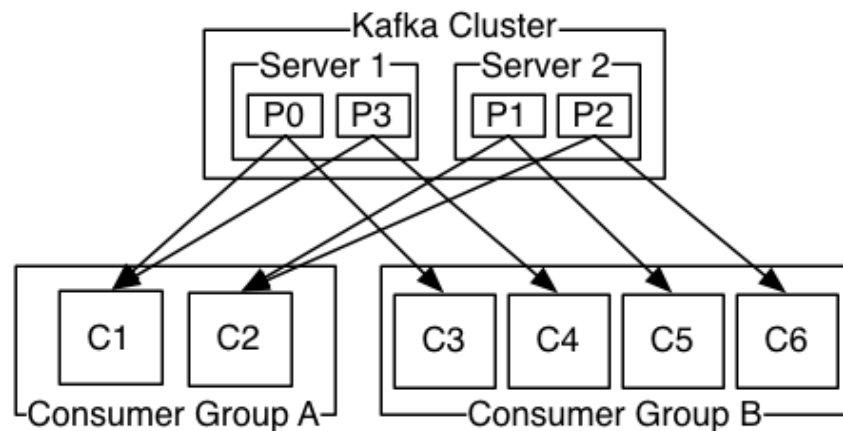 Kafka Cluster
Server 1
Server 2
P0
P3
P1
P2
C1
C2
C3
C4
C5
C6
Consumer Group A
Consumer Group B